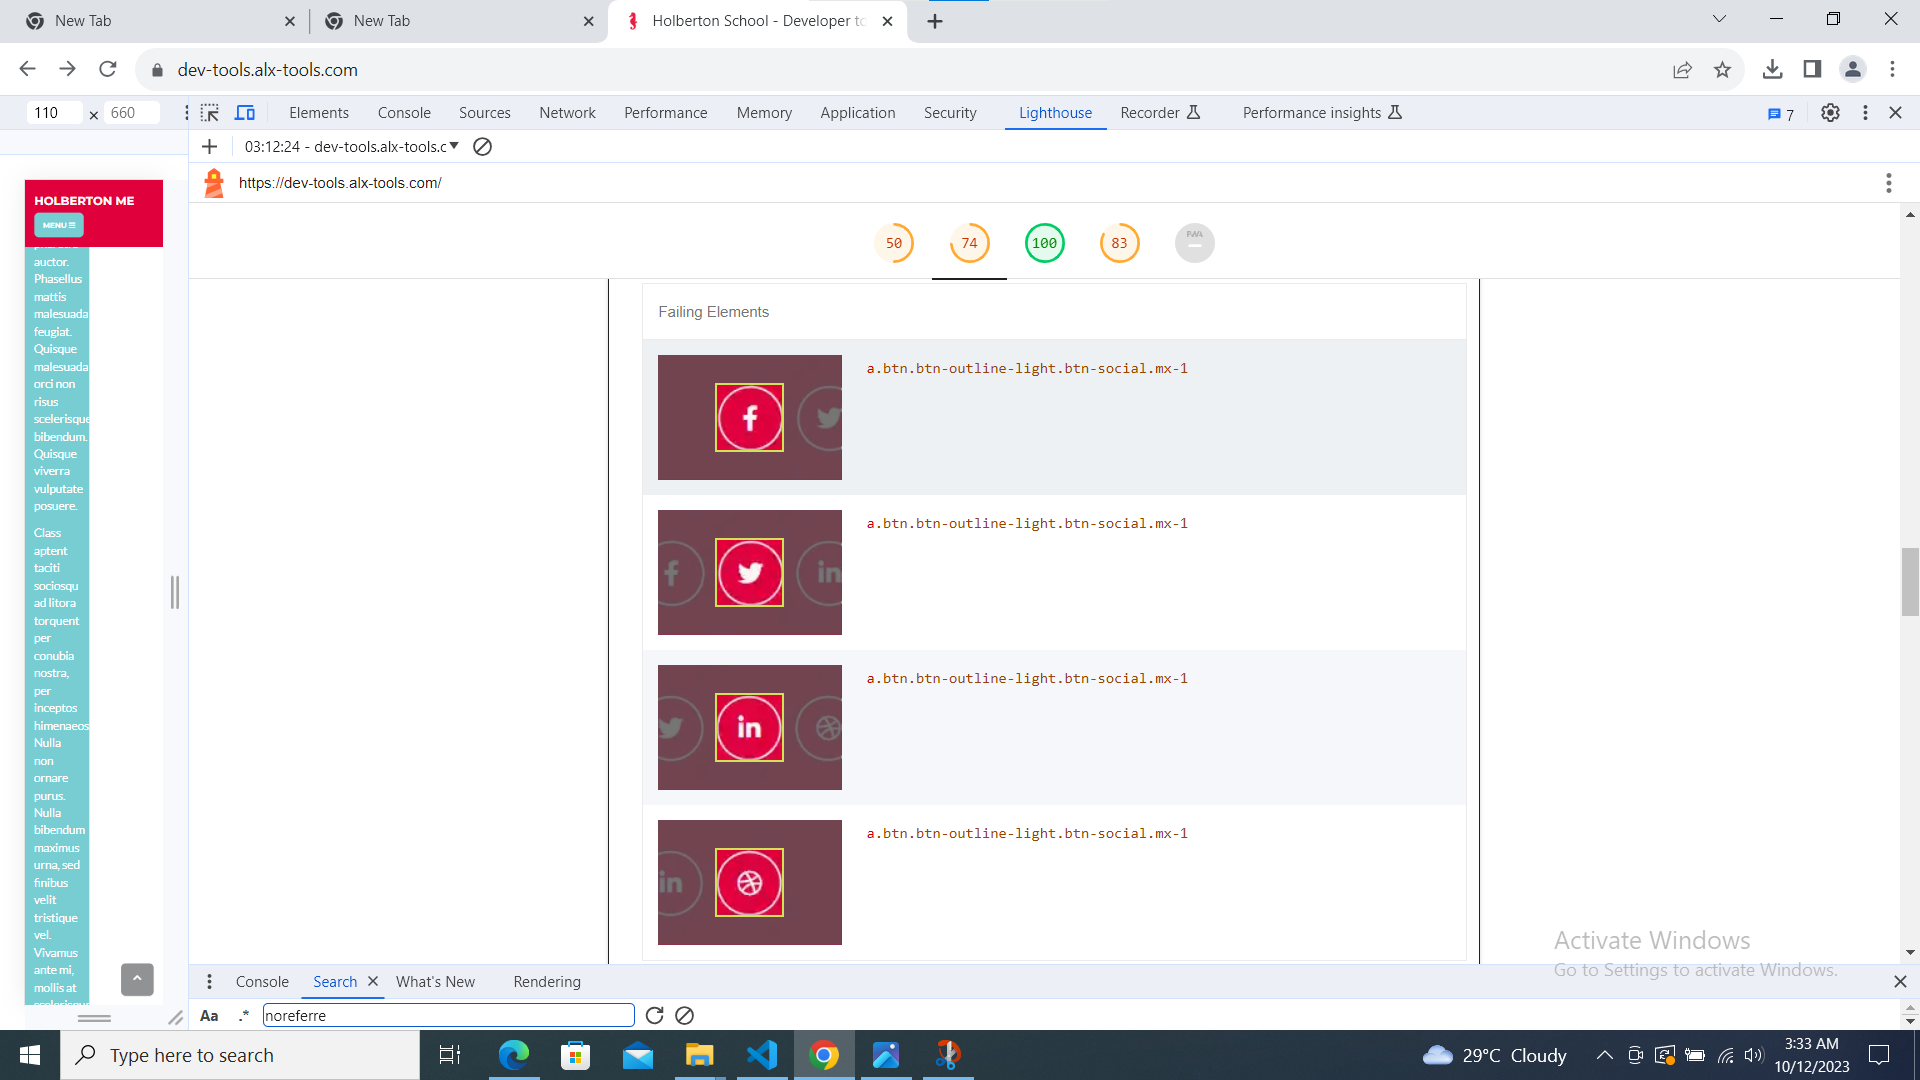 New Tab
New Tab
Holberton School - Developer to
dev-tools.alx-tools.com
110 × 660
Elements Console Sources Network Performance Memory Application Security Lighthouse Recorder Performance insights 7
03:12:24 - dev-tools.alx-tools.c
https://dev-tools.alx-tools.com/
50 74 100 83 PWA
HOLBERTON ME
MENU
auctor.
Phasellus
mattis
malesuada
feugiat.
Quisque
malesuada
orci non
risus
scelerisque
bibendum.
Quisque
viverra
vulputate
posuere.
Class
aptent
taciti
sociosqu
ad litora
torquent
per
conubia
nostra,
per
inceptos
himenaeos.
Nulla
non
ornare
purus.
Nulla
bibendum
maximus
urna, sed
finibus
velit
tristique
vel.
Vivamus
ante mi,
mollis at
Failing Elements
a.btn.btn-outline-light.btn-social.mx-1
a.btn.btn-outline-light.btn-social.mx-1
a.btn.btn-outline-light.btn-social.mx-1
a.btn.btn-outline-light.btn-social.mx-1
Activate Windows
Go to Settings to activate Windows.
Console Search What's New Rendering
Aa .* noreferre
Type here to search
29°C Cloudy
3:33 AM
10/12/2023